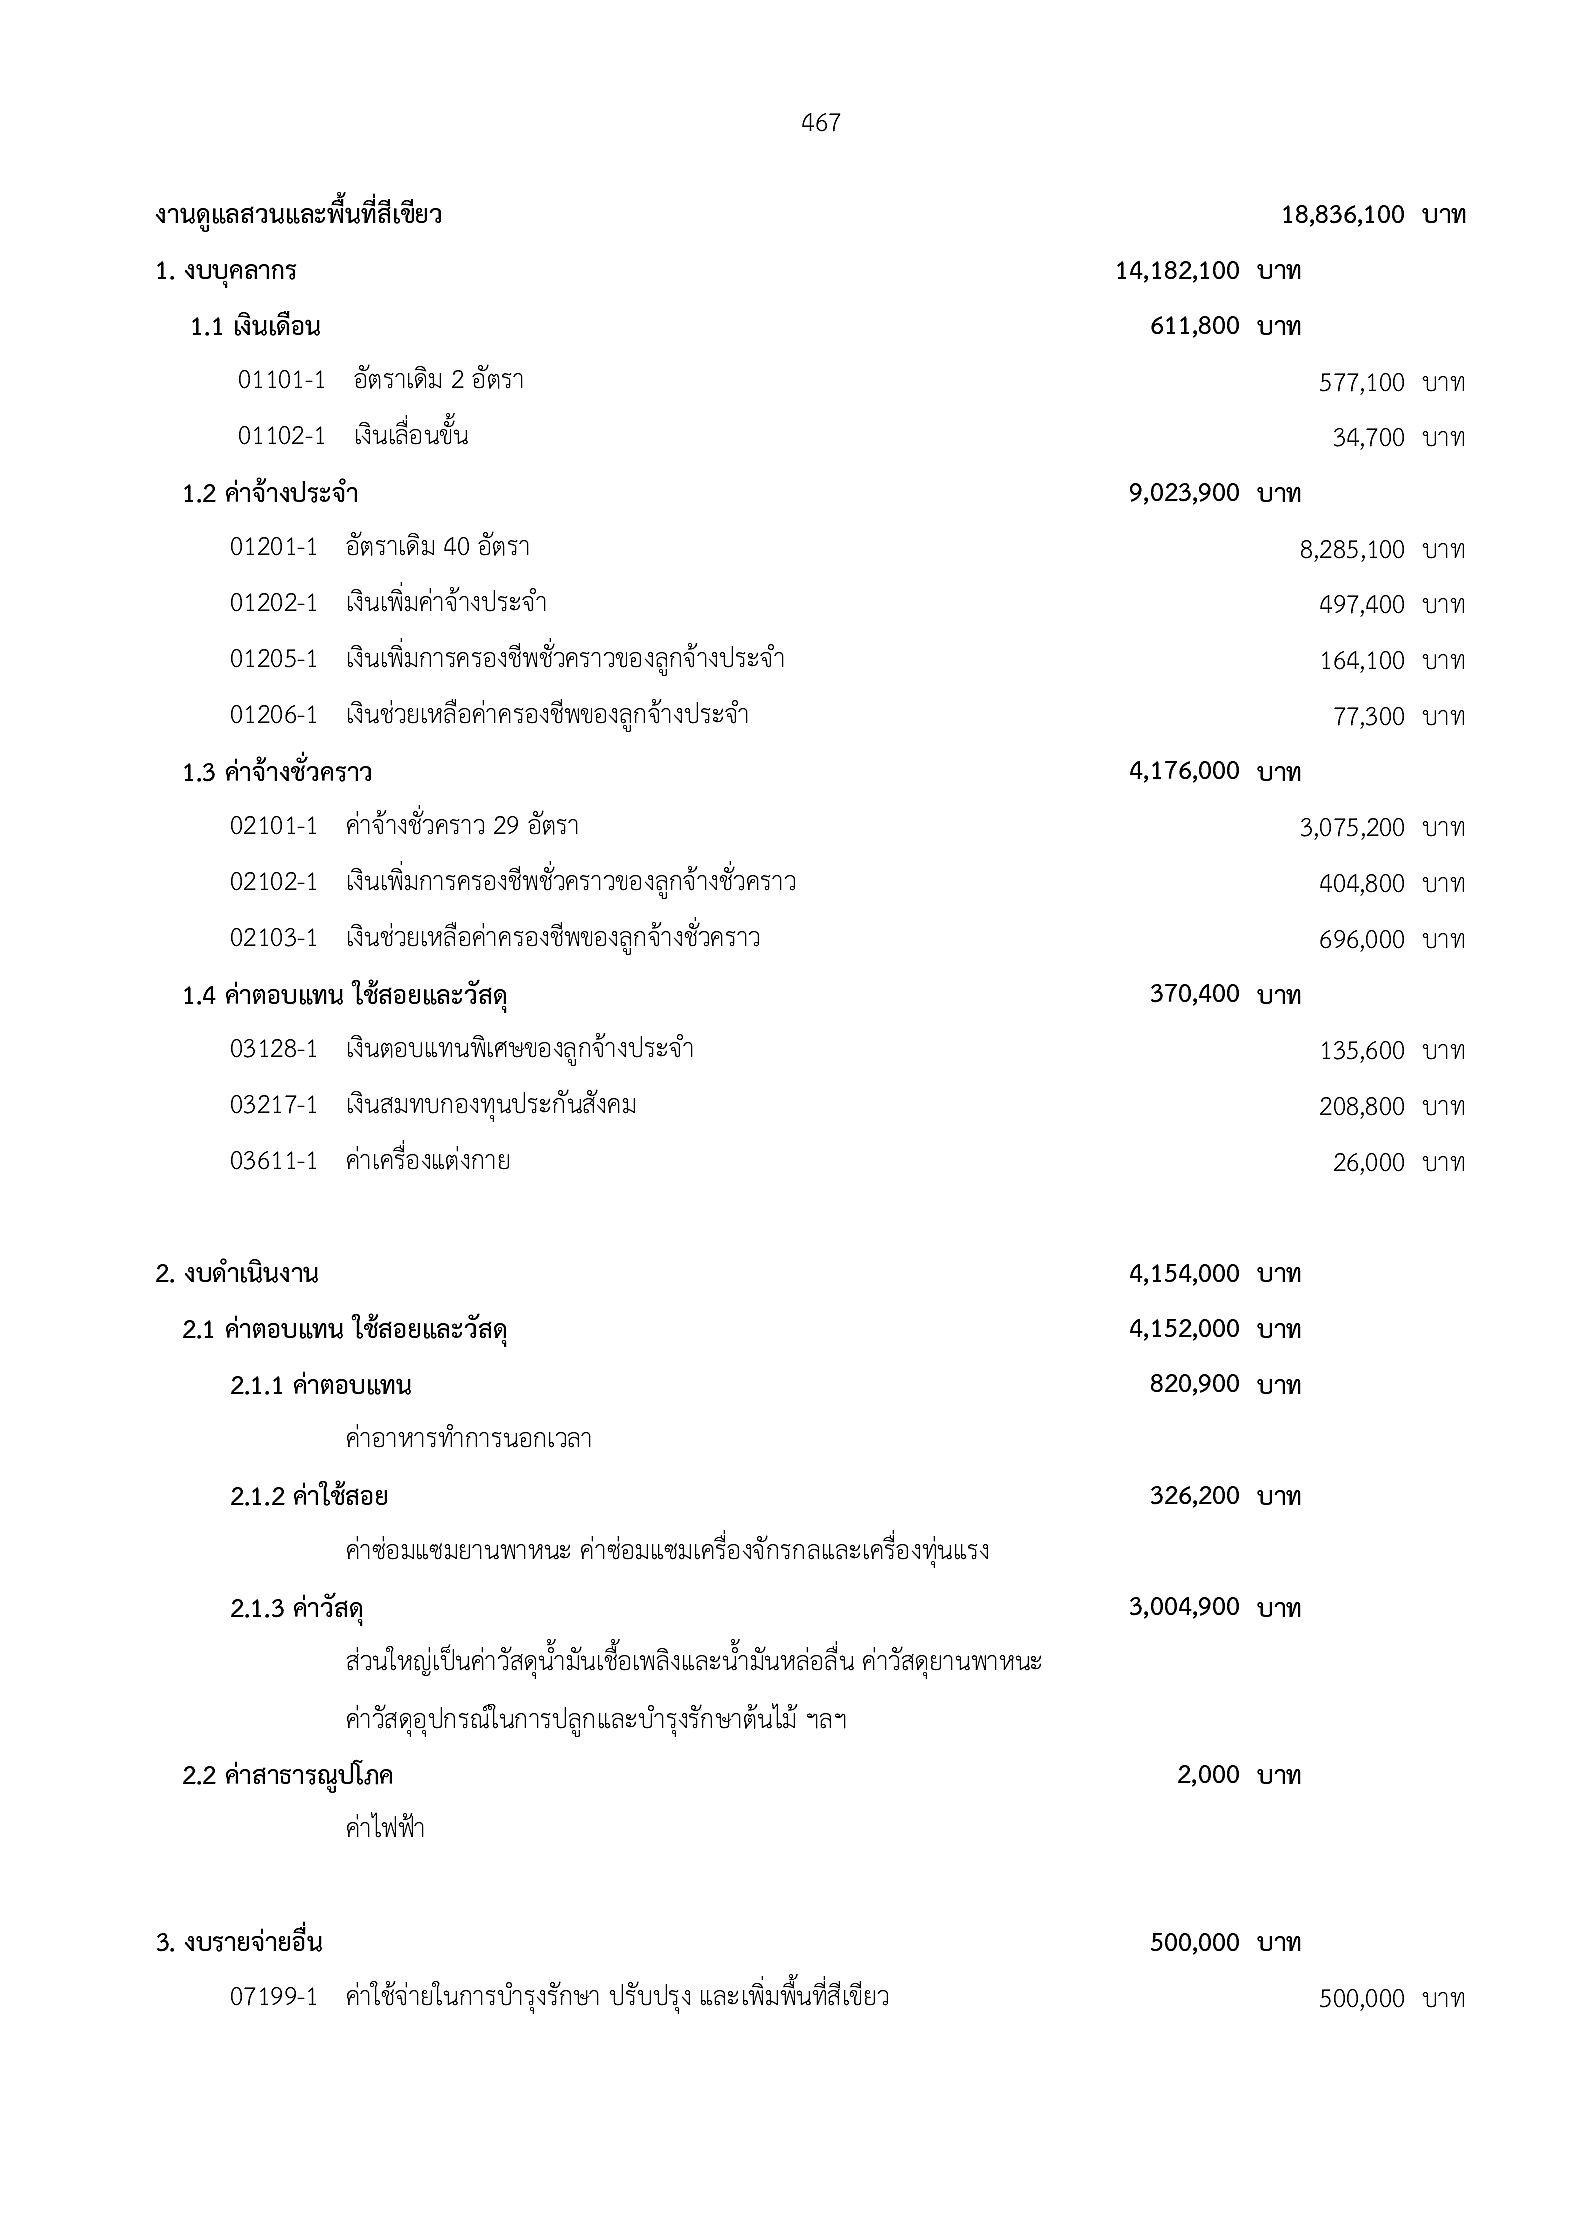 467
งานดูแลสวนและพื้นที่สีเขียว 18,836,100 บาท
1. งบบุคลากร 14,182,100 บาท
1.1 เงินเดือน 611,800 บาท
01101-1 อัตราเดิม 2 อัตรา 577,100 บาท
01102-1 เงินเลื่อนขั้น 34,700 บาท
1.2 ค่าจ้างประจำ 9,023,900 บาท
01201-1 อัตราเดิม 40 อัตรา 8,285,100 บาท
01202-1 เงินเพิ่มค่าจ้างประจำ 497,400 บาท
01205-1 เงินเพิ่มการครองชีพชั่วคราวของลูกจ้างประจำ 164,100 บาท
01206-1 เงินช่วยเหลือค่าครองชีพของลูกจ้างประจำ 77,300 บาท
1.3 ค่าจ้างชั่วคราว 4,176,000 บาท
02101-1 ค่าจ้างชั่วคราว 29 อัตรา 3,075,200 บาท
02102-1 เงินเพิ่มการครองชีพชั่วคราวของลูกจ้างชั่วคราว 404,800 บาท
02103-1 เงินช่วยเหลือค่าครองชีพของลูกจ้างชั่วคราว 696,000 บาท
1.4 ค่าตอบแทน ใช้สอยและวัสดุ 370,400 บาท
03128-1 เงินตอบแทนพิเศษของลูกจ้างประจำ 135,600 บาท
03217-1 เงินสมทบกองทุนประกันสังคม 208,800 บาท
03611-1 ค่าเครื่องแต่งกาย 26,000 บาท
2. งบดำเนินงาน 4,154,000 บาท
2.1 ค่าตอบแทน ใช้สอยและวัสดุ 4,152,000 บาท
2.1.1 ค่าตอบแทน 820,900 บาท
ค่าอาหารทำการนอกเวลา
2.1.2 ค่าใช้สอย 326,200 บาท
ค่าซ่อมแซมยานพาหนะ ค่าซ่อมแซมเครื่องจักรกลและเครื่องทุ่นแรง
2.1.3 ค่าวัสดุ 3,004,900 บาท
ส่วนใหญ่เป็นค่าวัสดุน้ำมันเชื้อเพลิงและน้ำมันหล่อลื่น ค่าวัสดุยานพาหนะ
ค่าวัสดุอุปกรณ์ในการปลูกและบำรุงรักษาต้นไม้ ฯลฯ
2.2 ค่าสาธารณูปโภค 2,000 บาท
ค่าไฟฟ้า
3. งบรายจ่ายอื่น 500,000 บาท
07199-1 ค่าใช้จ่ายในการบำรุงรักษา ปรับปรุง และเพิ่มพื้นที่สีเขียว 500,000 บาท